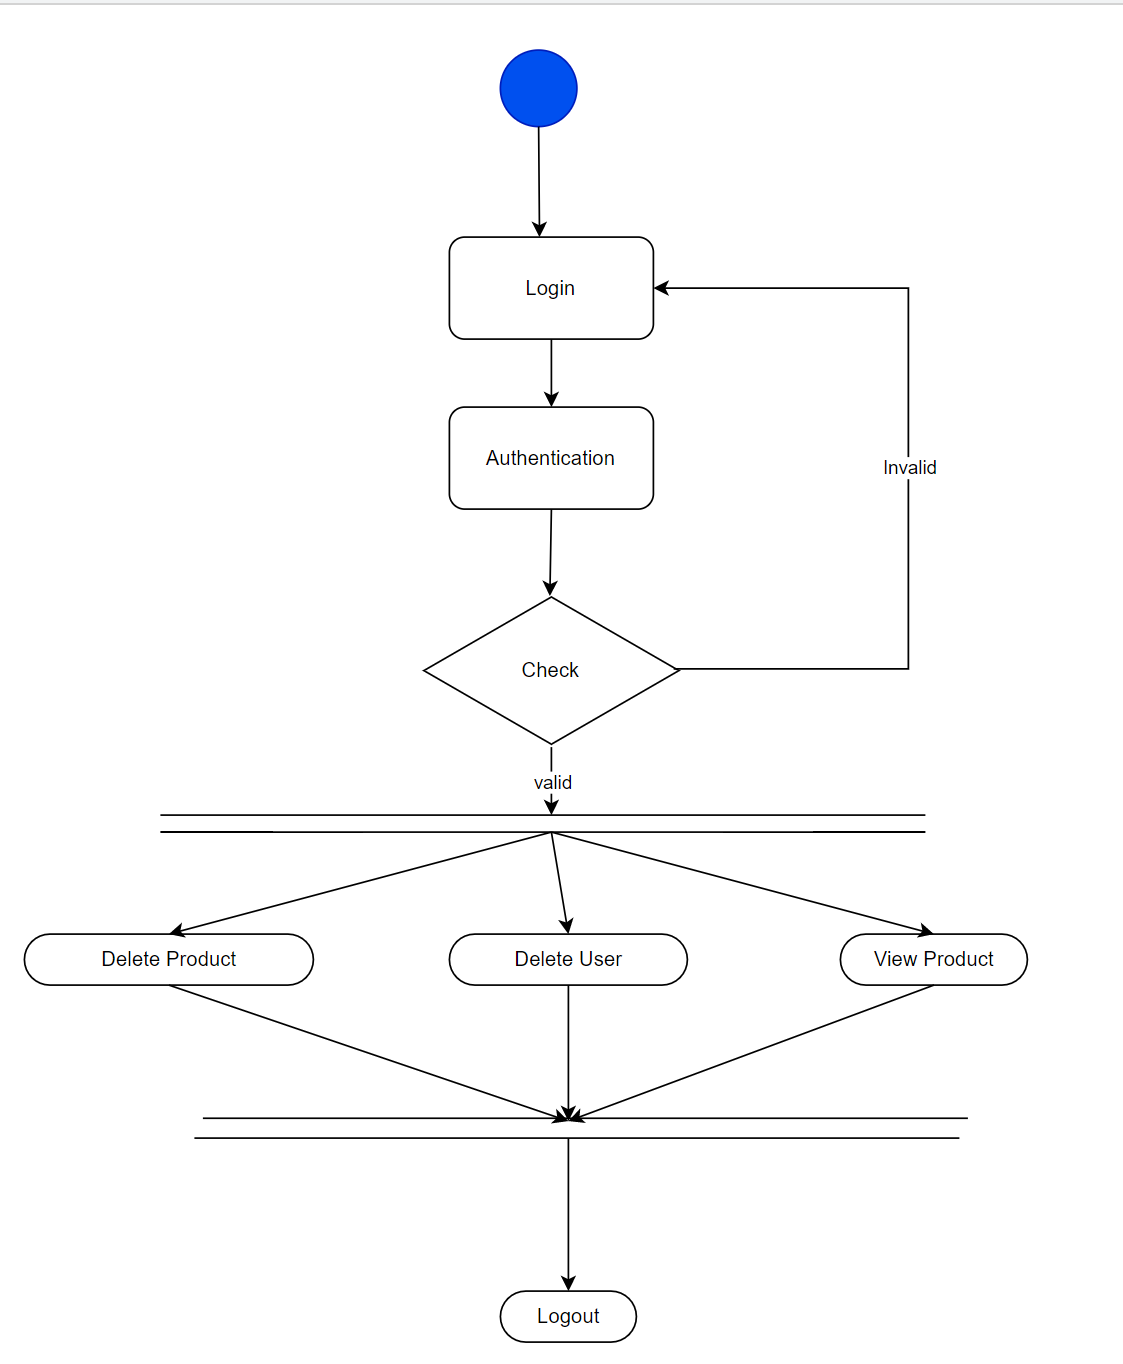 Login
Authentication
Invalid
Check
valid
Delete Product
Delete User
View Product
Logout